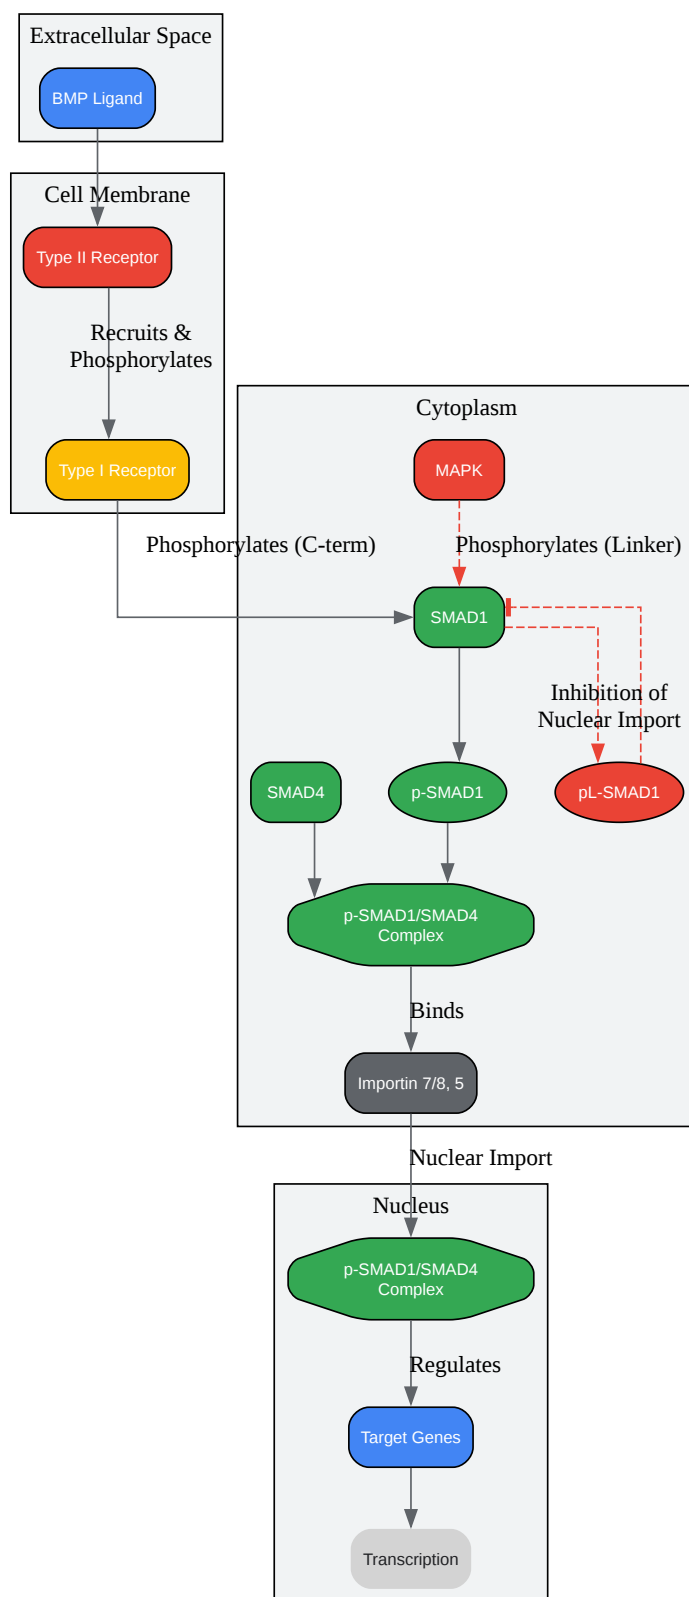 Extracellular Space
BMP Ligand
Cell Membrane
Type II Receptor
Recruits &
Phosphorylates
Type I Receptor
Cytoplasm
MAPK
Phosphorylates (C-term)
Phosphorylates (Linker)
SMAD1
Inhibition of
Nuclear Import
SMAD4
p-SMAD1
pL-SMAD1
p-SMAD1/SMAD4
Complex
Binds
Importin 7/8, 5
Nuclear Import
Nucleus
p-SMAD1/SMAD4
Complex
Regulates
Target Genes
Transcription